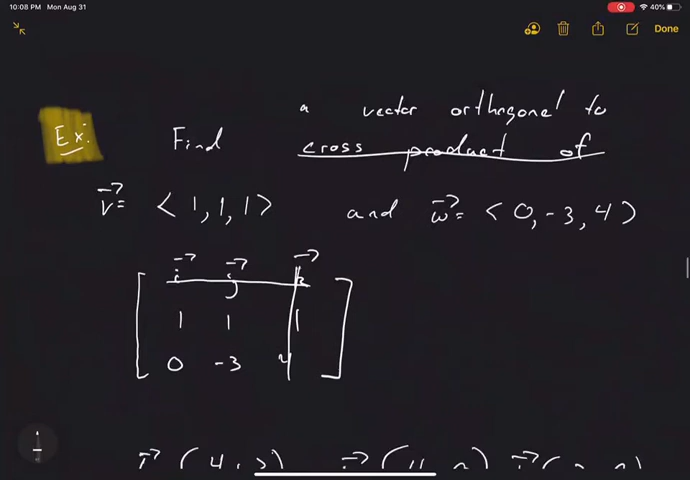 10:08 PM Mon Aug 31 40%
Done
a vector orthogonal to
Ex: Find cross product of
v = < 1, 1, 1 > and w = < 0, -3, 4 >
i j k
1 1 1
0 -3 4